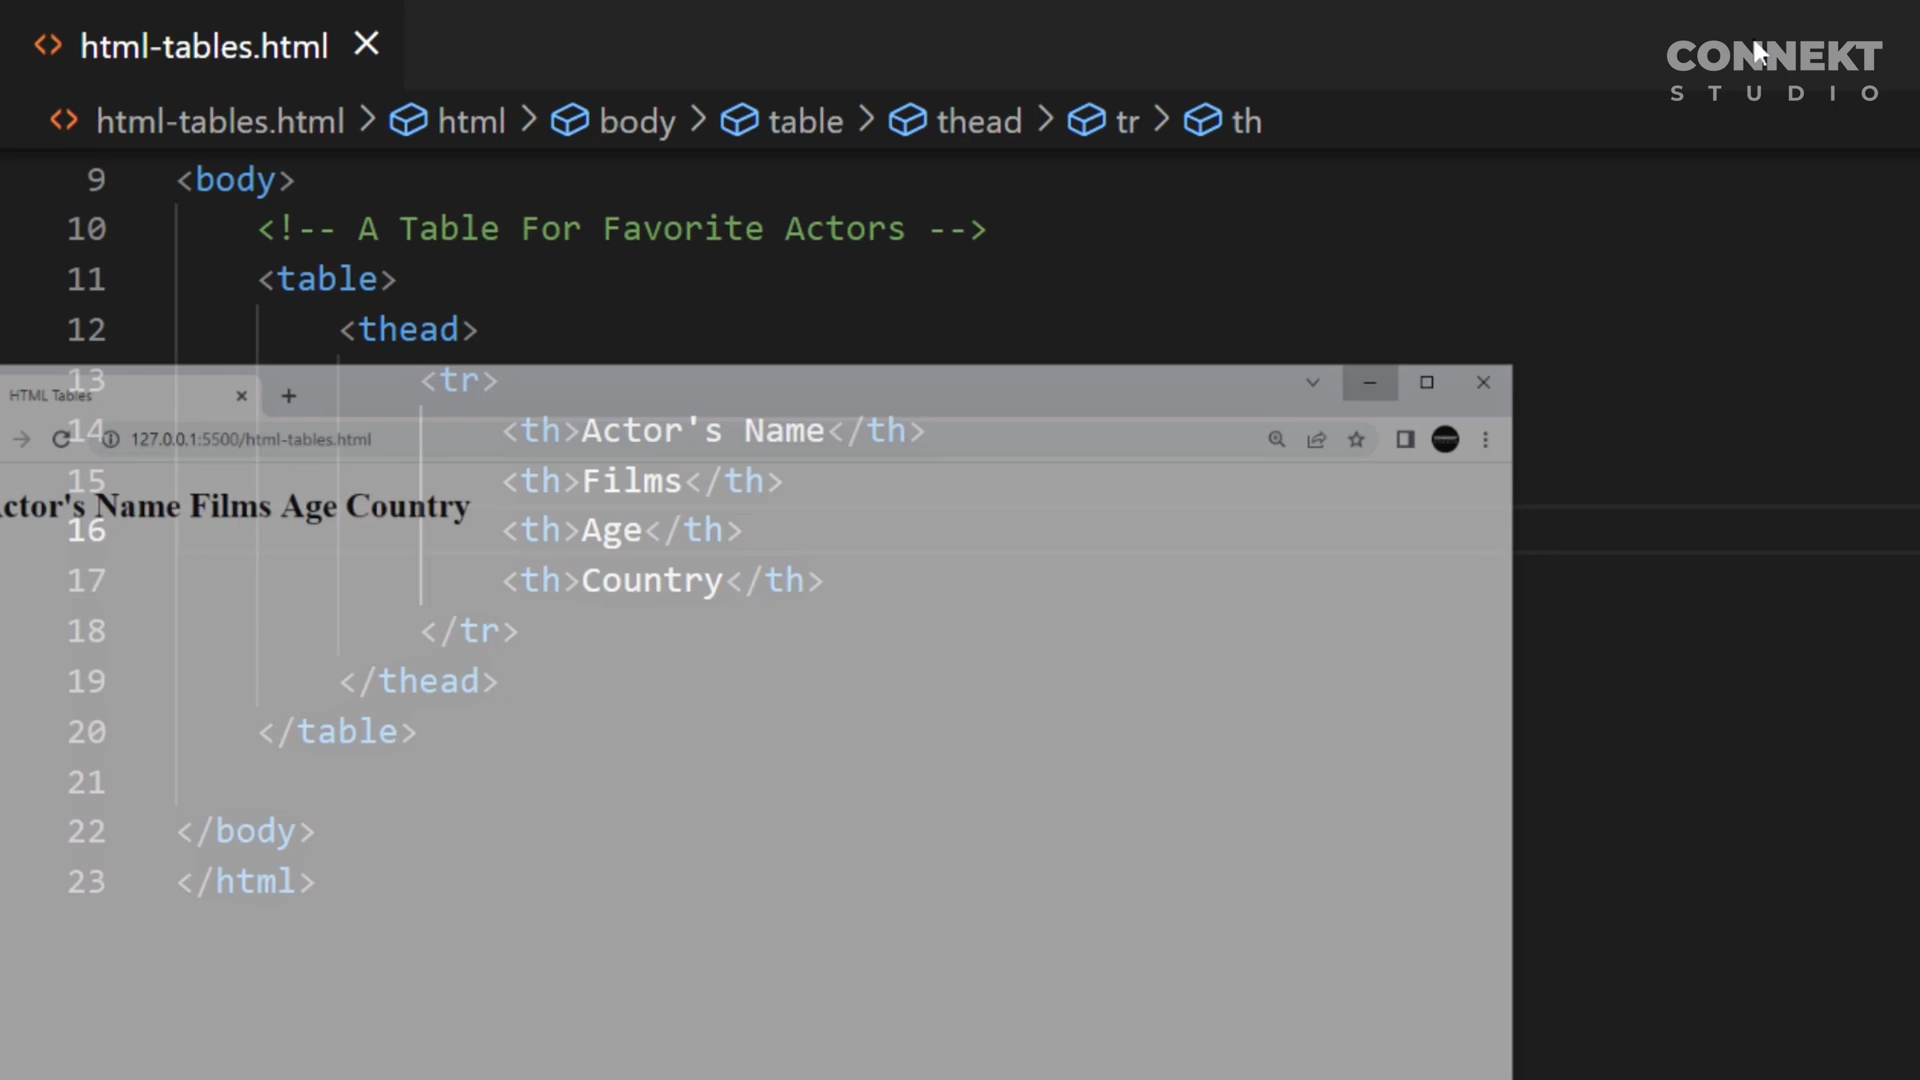 html-tables.html
CONNEKT
STUDIO
html-tables.html > html > body > table > thead > tr > th
9 <body>
10 <!-- A Table For Favorite Actors -->
11 <table>
12 <thead>
13 <tr>
HTML Tables
14 <th>Actor's Name</th>
127.0.0.1:5500/html-tables.html
15 <th>Films</th>
ctor's Name Films Age Country
16 <th>Age</th>
17 <th>Country</th>
18 </tr>
19 </thead>
20 </table>
21
22 </body>
23 </html>